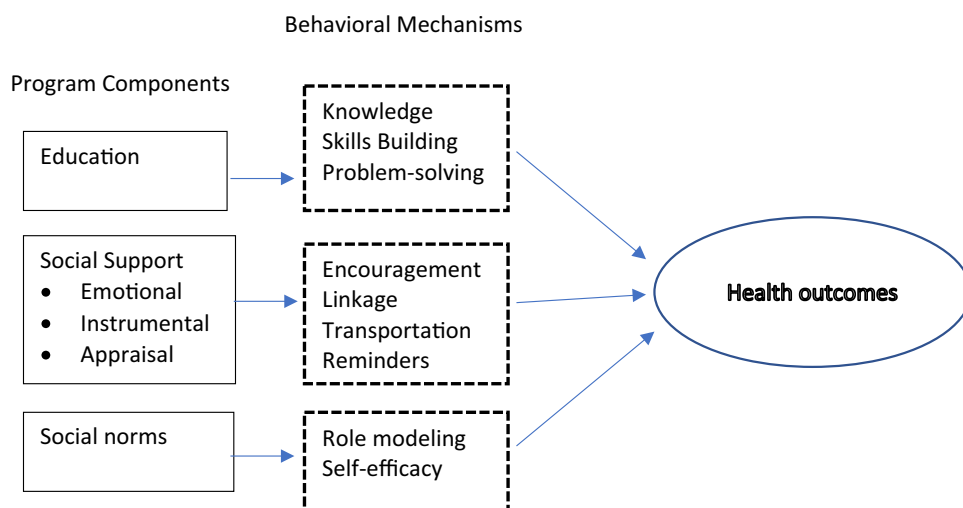 Behavioral Mechanisms
Program Components
Education
Knowledge
Skills Building
Problem-solving
Social Support
• Emotional
• Instrumental
• Appraisal
Encouragement
Linkage
Transportation
Reminders
Social norms
Role modeling
Self-efficacy
Health outcomes